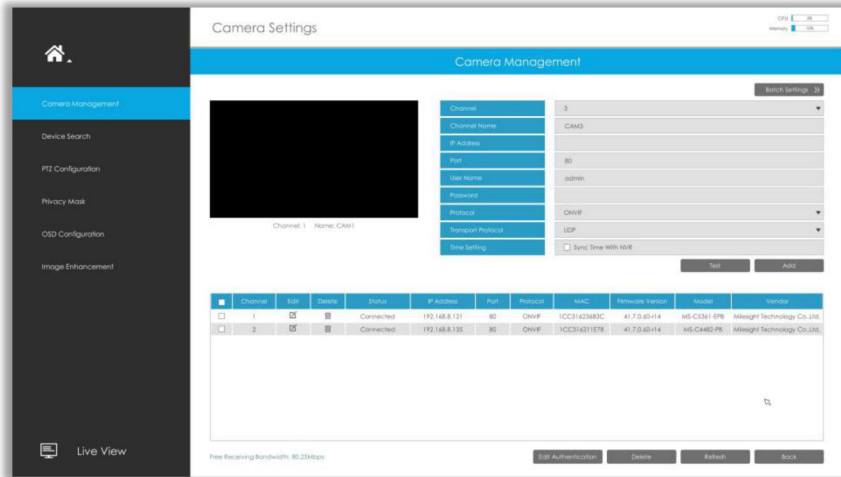 Camera Settings
CPU
Memory
Camera Management
Batch Settings
Camera Management
Device Search
PTZ Configuration
Privacy Mask
OSD Configuration
Image Enhancement
Live View
Channel: 1 Name: CAM1
Channel 3
Channel Name CAM3
IP Address
Port 80
User Name admin
Password
Protocol ONVIF
Transport Protocol UDP
Time Setting Sync Time With NVR
Test Add
Channel Edit Delete Status IP Address Port Protocol MAC Firmware Version Model Vendor
1 Connected 192.168.8.121 80 ONVIF 1CC31623683C 41.7.0.60-r14 MS-C5361-EPB Milesight Technology Co.,Ltd.
2 Connected 192.168.8.135 80 ONVIF 1CC316211E78 41.7.0.60-r14 MS-C4482-PB Milesight Technology Co.,Ltd.
Free Receiving Bandwidth: 80.25Mbps
Edit Authentication Delete Refresh Back